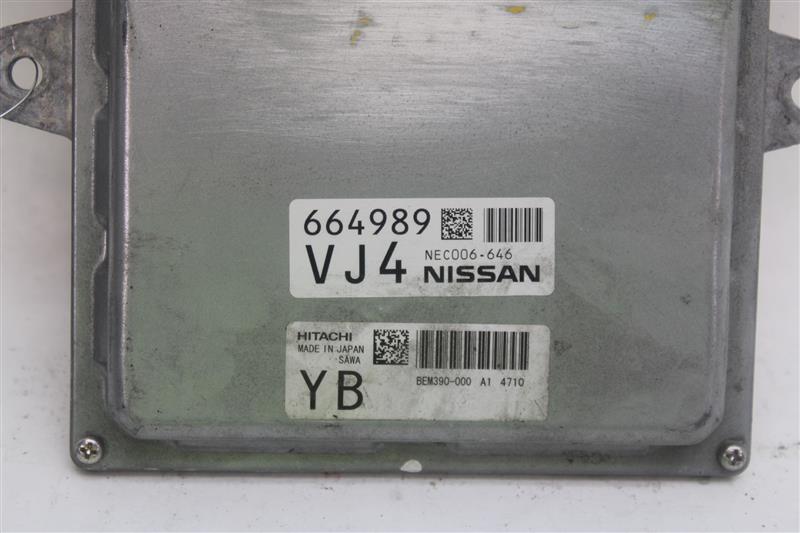 664989
VJ4 NEC006-646
NISSAN
HITACHI
MADE IN JAPAN
SAWA
YB
BEM390-000 A1 4710